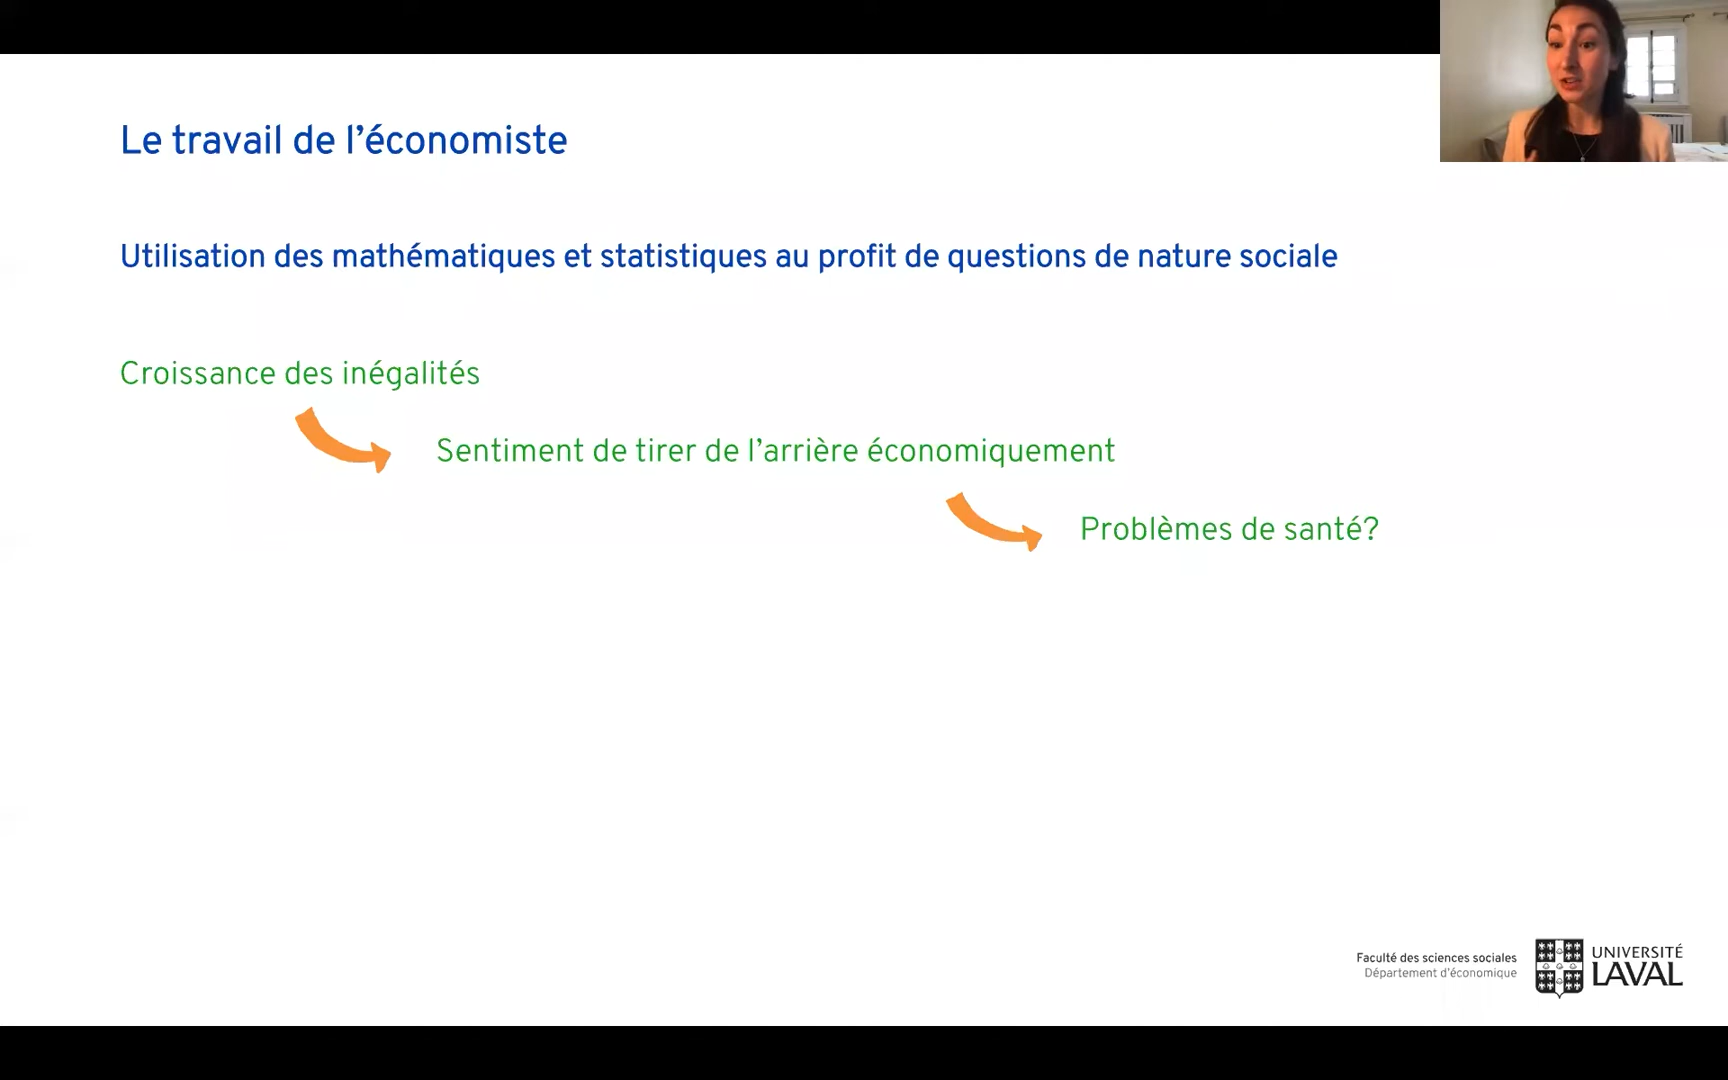 Le travail de l’économiste
Utilisation des mathématiques et statistiques au profit de questions de nature sociale
Croissance des inégalités
Sentiment de tirer de l’arrière économiquement
Problèmes de santé?
Faculté des sciences sociales
Département d’économique
UNIVERSITÉ
LAVAL